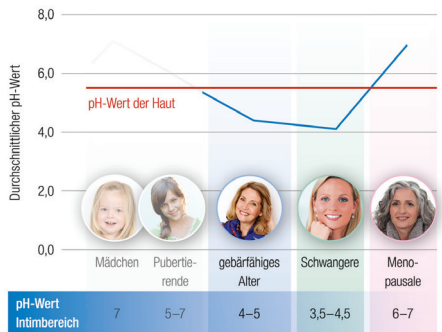 8,0
6,0
4,0
2,0
0,0
Durchschnittlicher pH-Wert
pH-Wert der Haut
Mädchen
Pubertie-
rende
gebärfähiges
Alter
Schwangere
Meno-
pausale
pH-Wert
Intimbereich
7
5–7
4–5
3,5–4,5
6–7